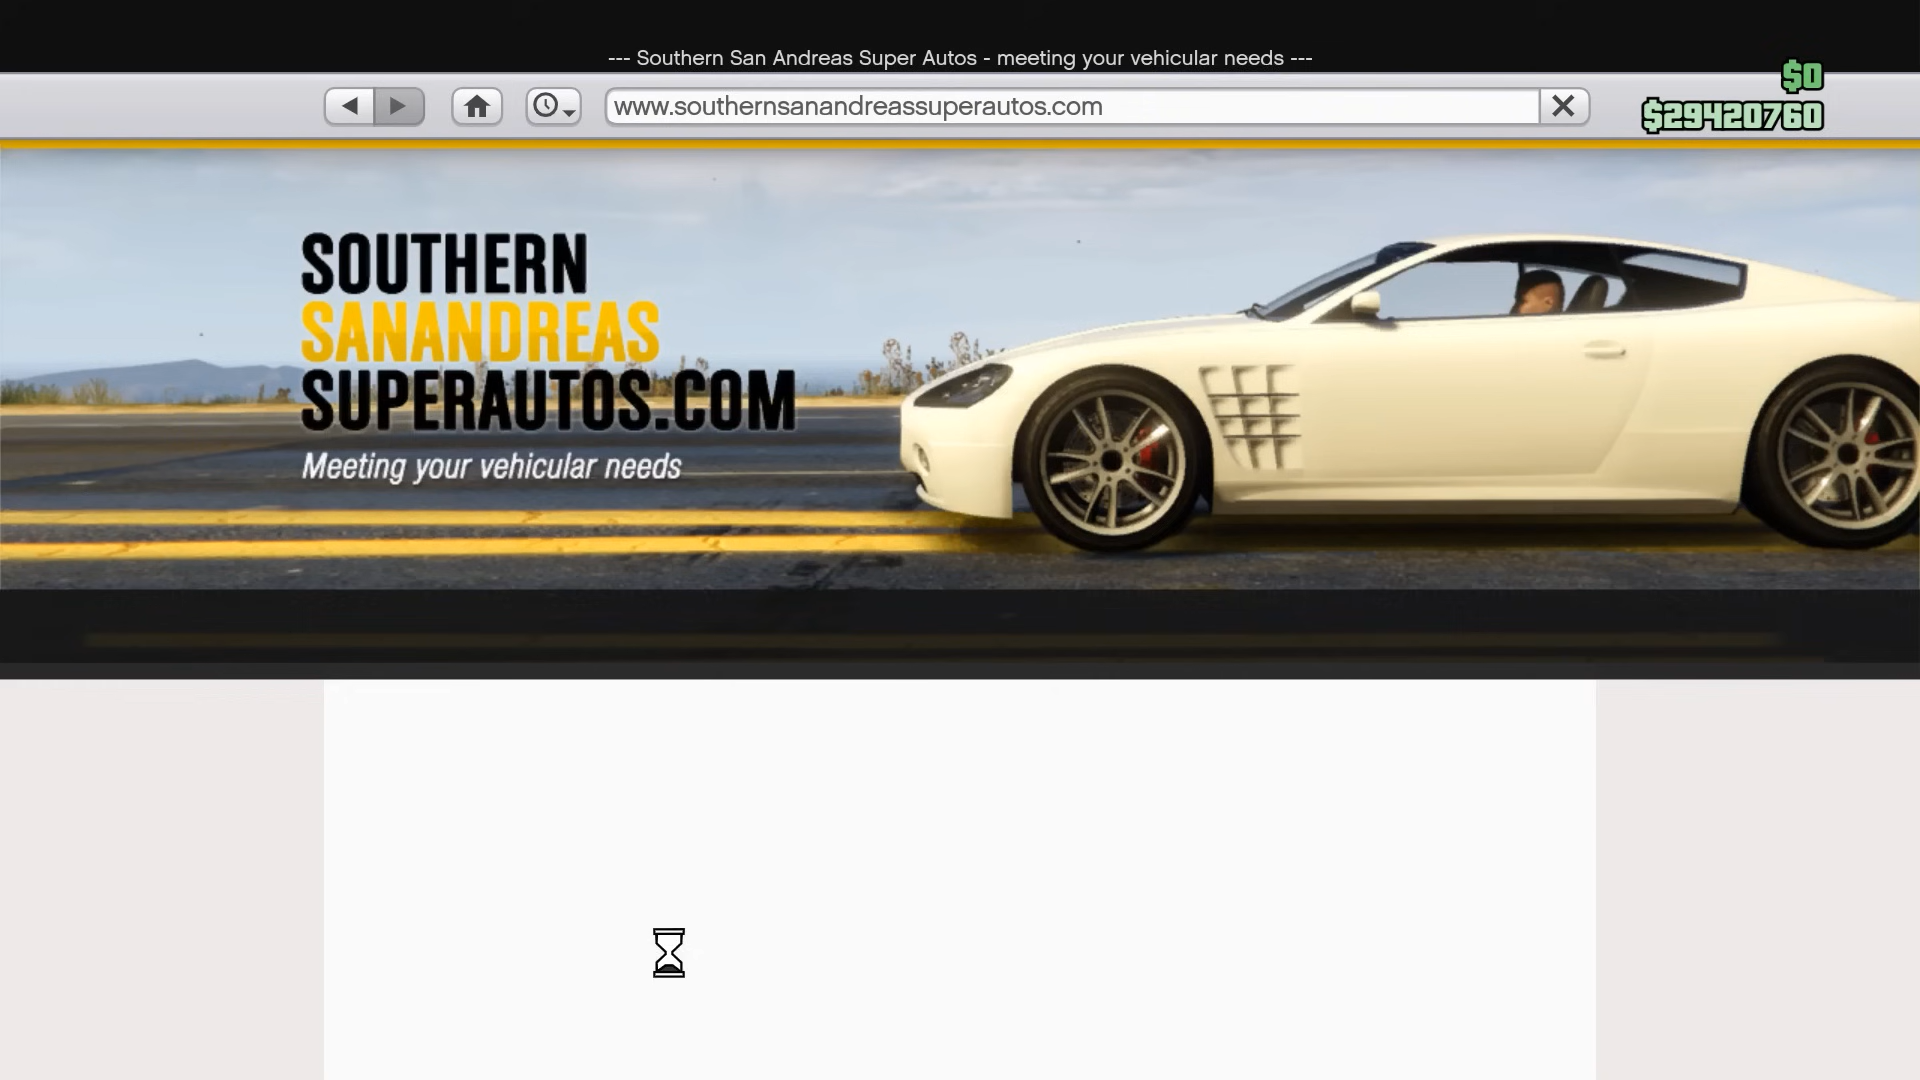 --- Southern San Andreas Super Autos - meeting your vehicular needs ---
www.southernsanandreassuperautos.com
$0
$29420760
SOUTHERN
SANANDREAS
SUPERAUTOS.COM
Meeting your vehicular needs